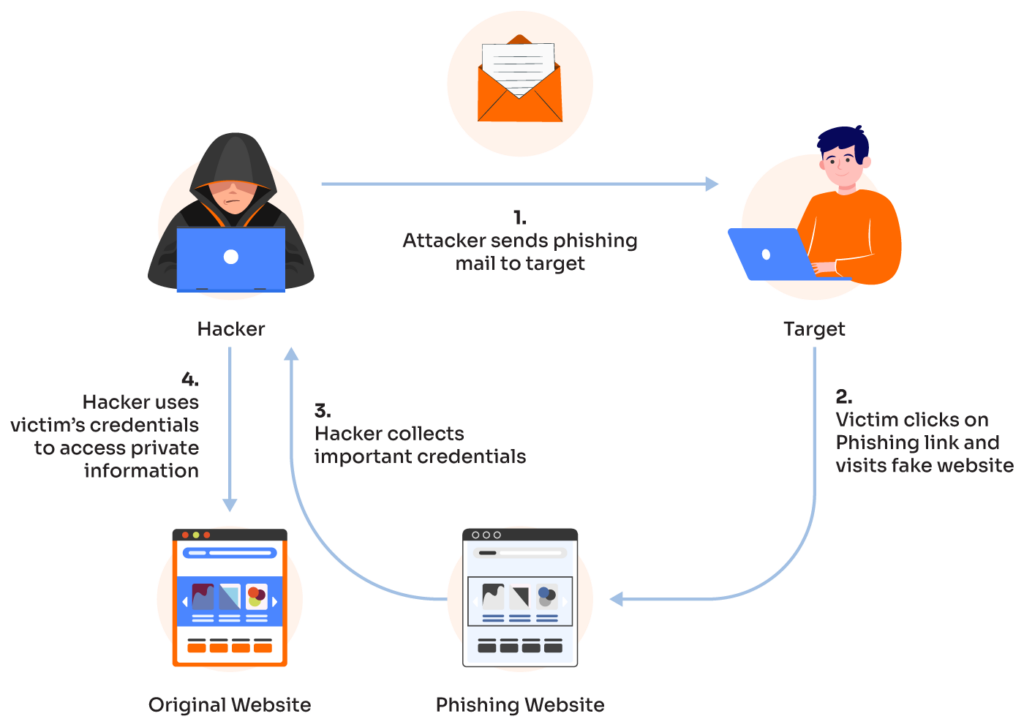 1.
Attacker sends phishing
mail to target
Hacker
Target
4.
Hacker uses
victim’s credentials
to access private
information
3.
Hacker collects
important credentials
2.
Victim clicks on
Phishing link and
visits fake website
Original Website
Phishing Website